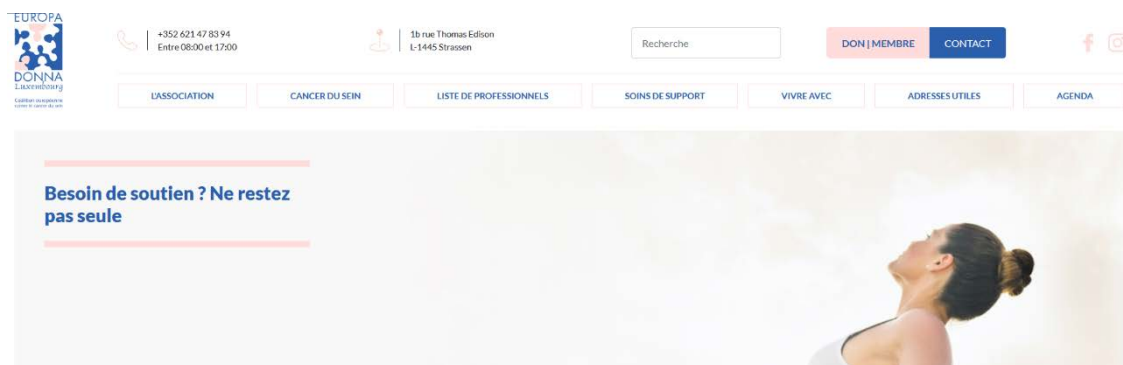 EUROPA
DONNA
Luxembourg
+352 621 47 83 94
Entre 08:00 et 17:00
1b rue Thomas Edison
L-1445 Strassen
Recherche
DON | MEMBRE
CONTACT
L'ASSOCIATION
CANCER DU SEIN
LISTE DE PROFESSIONNELS
SOINS DE SUPPORT
VIVRE AVEC
ADRESSES UTILES
AGENDA
Besoin de soutien ? Ne restez
pas seule